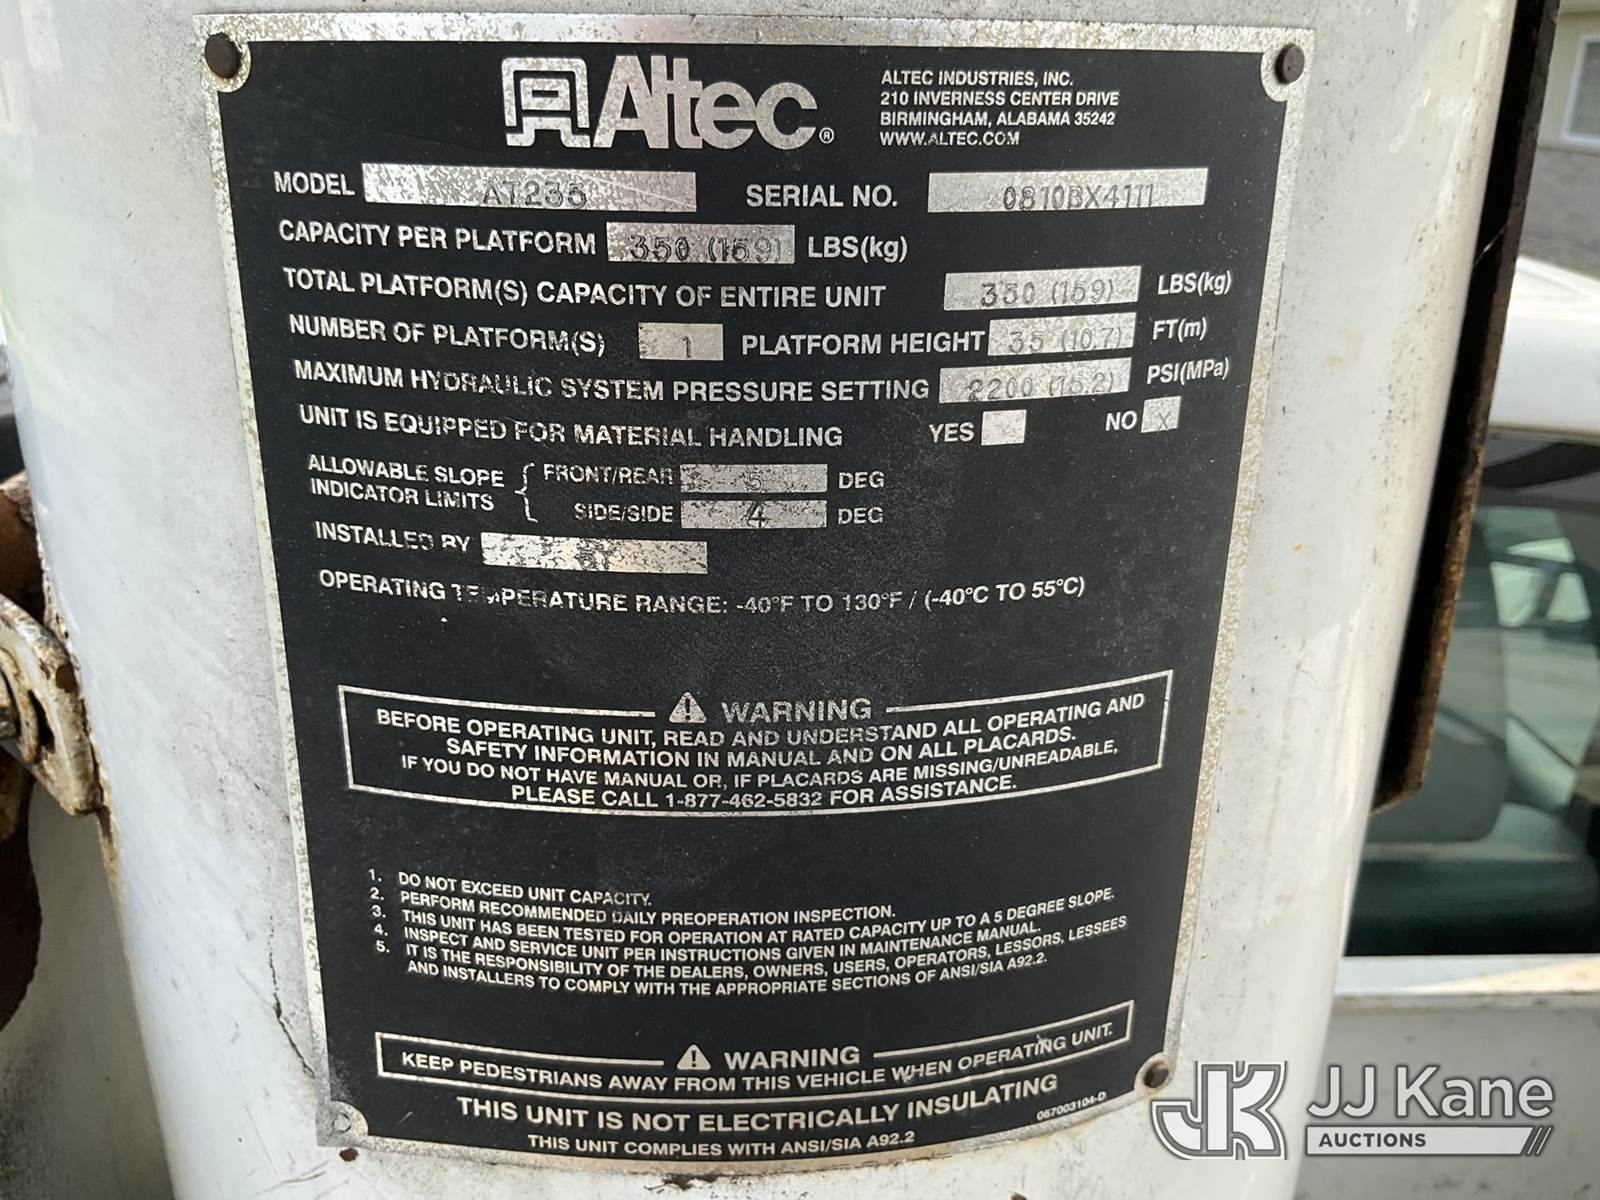 Altec®
ALTEC INDUSTRIES, INC.
210 INVERNESS CENTER DRIVE
BIRMINGHAM, ALABAMA 35242
WWW.ALTEC.COM
MODEL AT235 SERIAL NO. 0810BX4111
CAPACITY PER PLATFORM 350 (159) LBS(kg)
TOTAL PLATFORM(S) CAPACITY OF ENTIRE UNIT 350 (159) LBS(kg)
NUMBER OF PLATFORM(S) 1 PLATFORM HEIGHT 35 (10.7) FT(m)
MAXIMUM HYDRAULIC SYSTEM PRESSURE SETTING 2200 (15.2) PSI(MPa)
UNIT IS EQUIPPED FOR MATERIAL HANDLING YES NO X
ALLOWABLE SLOPE INDICATOR LIMITS { FRONT/REAR 5 DEG
SIDE/SIDE 4 DEG
INSTALLED BY
OPERATING TEMPERATURE RANGE: -40°F TO 130°F / (-40°C TO 55°C)
⚠ WARNING
BEFORE OPERATING UNIT, READ AND UNDERSTAND ALL OPERATING AND
SAFETY INFORMATION IN MANUAL AND ON ALL PLACARDS.
IF YOU DO NOT HAVE MANUAL OR, IF PLACARDS ARE MISSING/UNREADABLE,
PLEASE CALL 1-877-462-5832 FOR ASSISTANCE.
1. DO NOT EXCEED UNIT CAPACITY.
2. PERFORM RECOMMENDED DAILY PREOPERATION INSPECTION.
3. THIS UNIT HAS BEEN TESTED FOR OPERATION AT RATED CAPACITY UP TO A 5 DEGREE SLOPE.
4. INSPECT AND SERVICE UNIT PER INSTRUCTIONS GIVEN IN MAINTENANCE MANUAL.
5. IT IS THE RESPONSIBILITY OF THE DEALERS, OWNERS, USERS, OPERATORS, LESSORS, LESSEES
AND INSTALLERS TO COMPLY WITH THE APPROPRIATE SECTIONS OF ANSI/SIA A92.2.
⚠ WARNING
KEEP PEDESTRIANS AWAY FROM THIS VEHICLE WHEN OPERATING UNIT.
THIS UNIT IS NOT ELECTRICALLY INSULATING
THIS UNIT COMPLIES WITH ANSI/SIA A92.2
067003104-D
JK JJ Kane
AUCTIONS